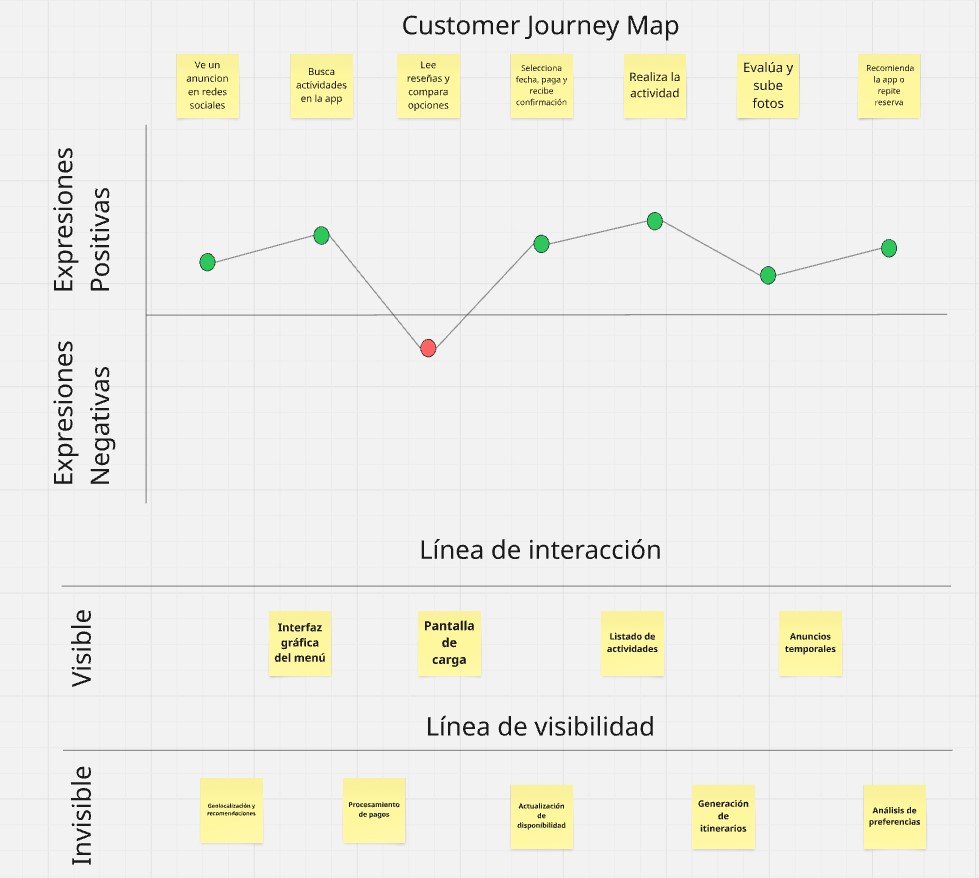 Customer Journey Map
Ve un
anuncion
en redes
sociales
Busca
actividades
en la app
Lee
reseñas y
compara
opciones
Selecciona
fecha, paga y
recibe
confirmación
Realiza la
actividad
Evalúa y
sube
fotos
Recomienda
la app o
repite
reserva
Expresiones
Positivas
Expresiones
Negativas
Línea de interacción
Visible
Interfaz
gráfica
del menú
Pantalla
de
carga
Listado de
actividades
Anuncios
temporales
Línea de visibilidad
Invisible
Geolocalización y
recomendaciones
Procesamiento
de pagos
Actualización
de
disponibilidad
Generación
de
itinerarios
Análisis de
preferencias